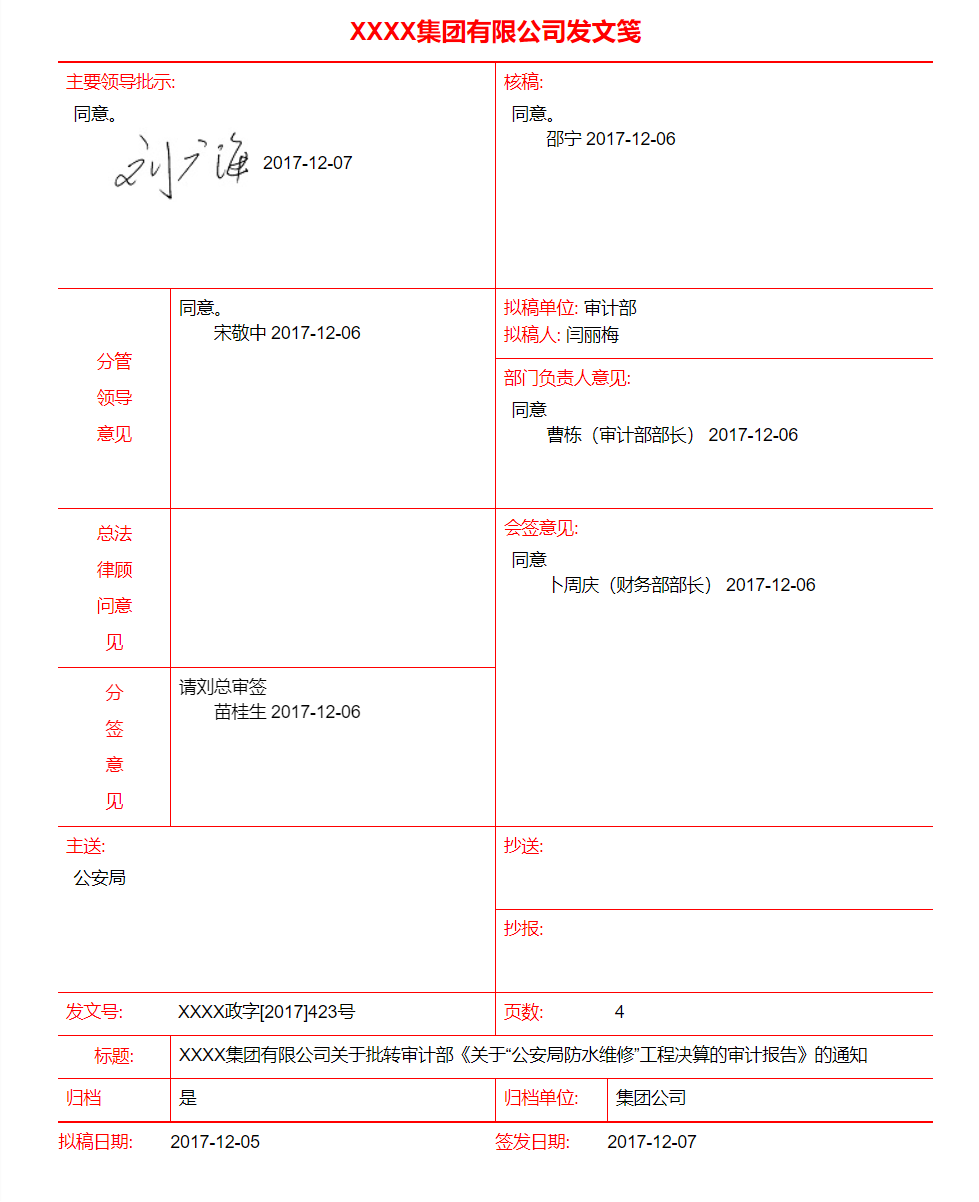 XXXX集团有限公司发文笺
主要领导批示:
同意。
刘广海 2017-12-07
核稿:
同意。
邵宁 2017-12-06
分管
领导
意见
同意。
宋敬中 2017-12-06
拟稿单位: 审计部
拟稿人: 闫丽梅
部门负责人意见:
同意
曹栋（审计部部长） 2017-12-06
总法
律顾
问意
见
会签意见:
同意
卜周庆（财务部部长） 2017-12-06
分
签
意
见
请刘总审签
苗桂生 2017-12-06
主送:
公安局
抄送:
抄报:
发文号: XXXX政字[2017]423号
页数: 4
标题: XXXX集团有限公司关于批转审计部《关于“公安局防水维修”工程决算的审计报告》的通知
归档 是
归档单位: 集团公司
拟稿日期: 2017-12-05
签发日期: 2017-12-07